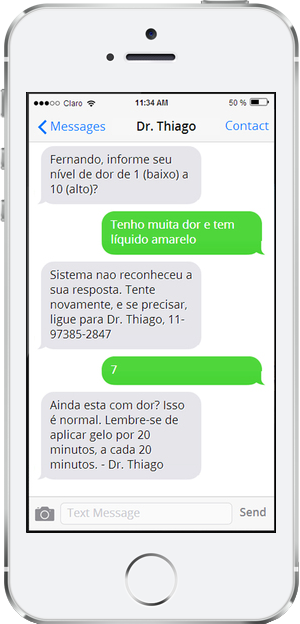 Claro 11:34 AM 50 %
Messages Dr. Thiago Contact
Fernando, informe seu
nível de dor de 1 (baixo) a
10 (alto)?
Tenho muita dor e tem
líquido amarelo
Sistema nao reconheceu a
sua resposta. Tente
novamente, e se precisar,
ligue para Dr. Thiago, 11-
97385-2847
7
Ainda esta com dor? Isso
é normal. Lembre-se de
aplicar gelo por 20
minutos, a cada 20
minutos. - Dr. Thiago
Text Message Send